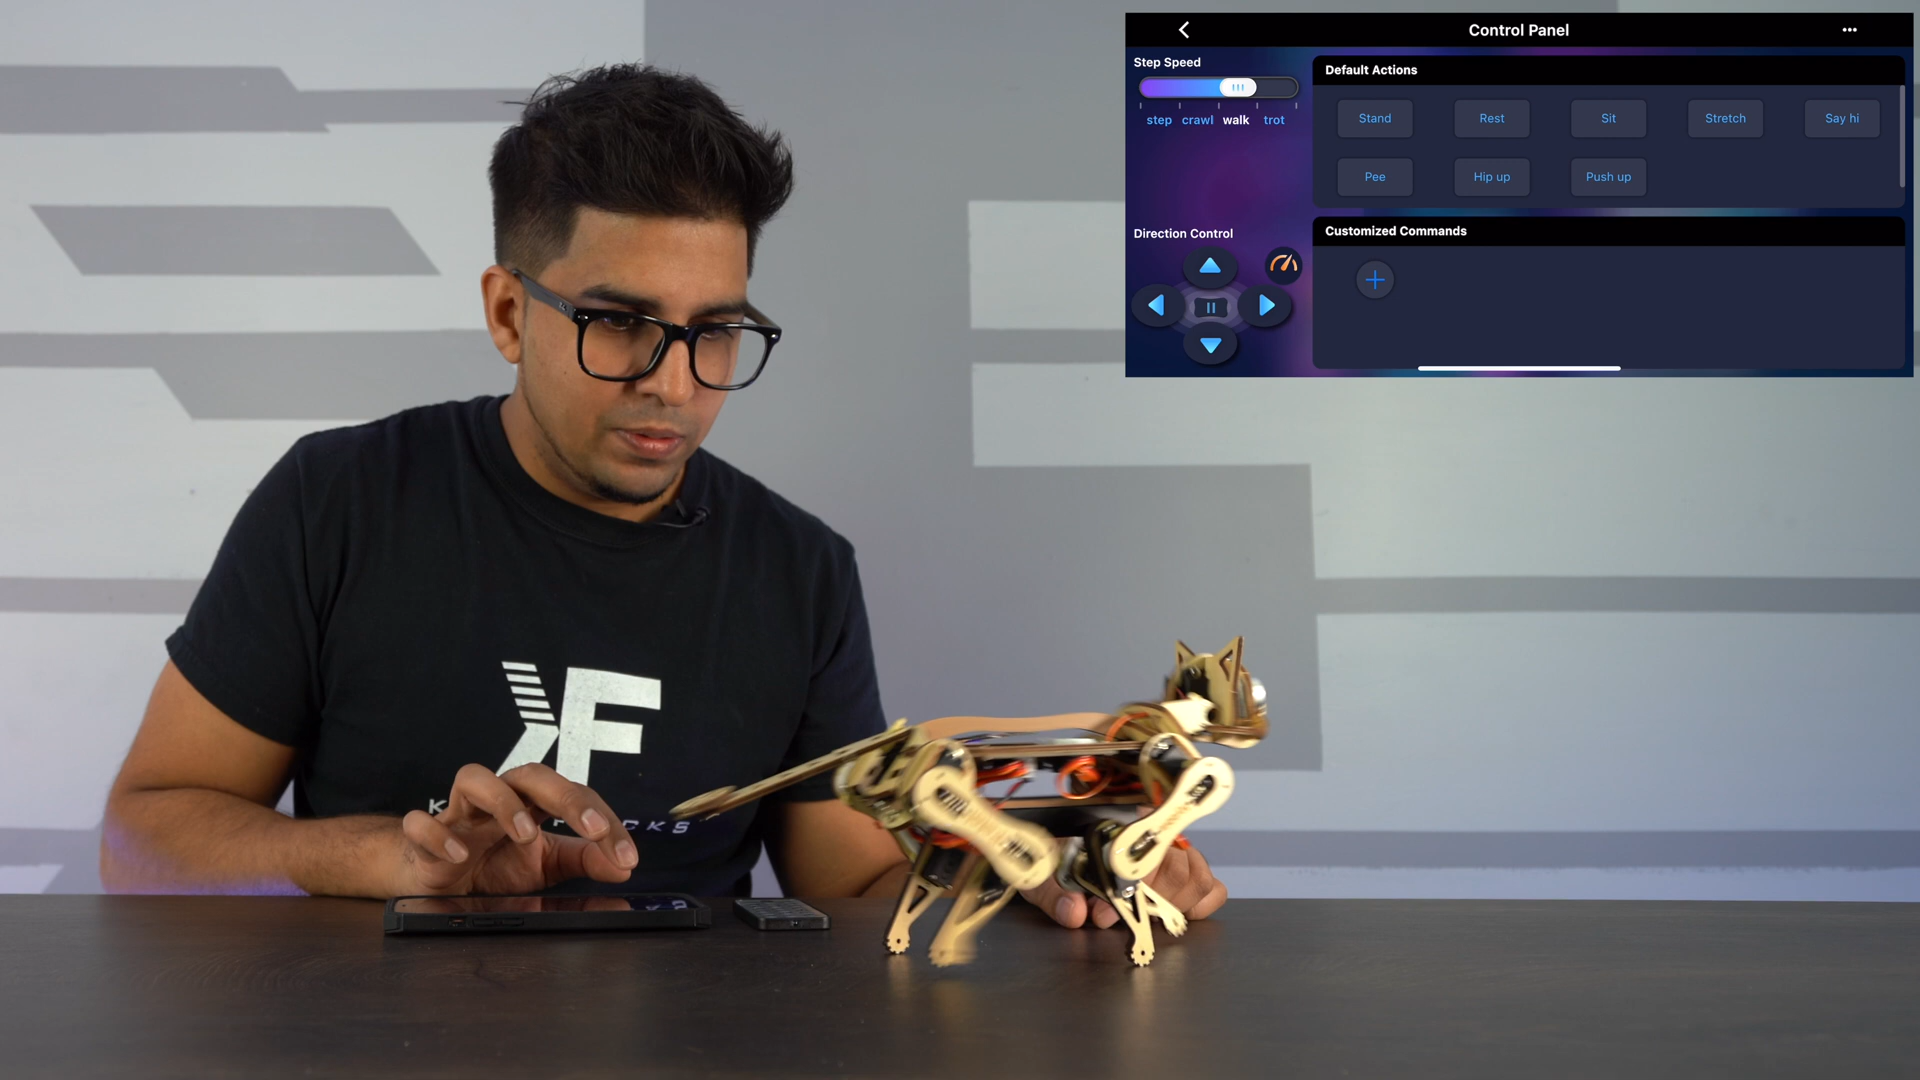 Control Panel
Step Speed
step crawl walk trot
Default Actions
Stand Rest Sit Stretch Say hi
Pee Hip up Push up
Direction Control
Customized Commands
KF